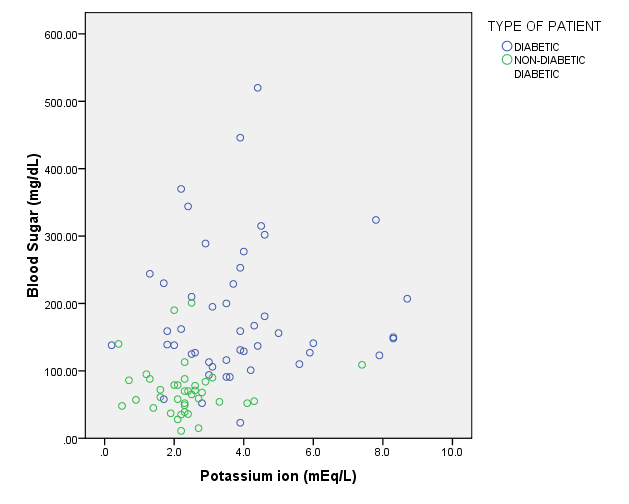 TYPE OF PATIENT
DIABETIC
NON-DIABETIC
DIABETIC
600.00
500.00
400.00
300.00
200.00
100.00
.00
Blood Sugar (mg/dL)
.0 2.0 4.0 6.0 8.0 10.0
Potassium ion (mEq/L)